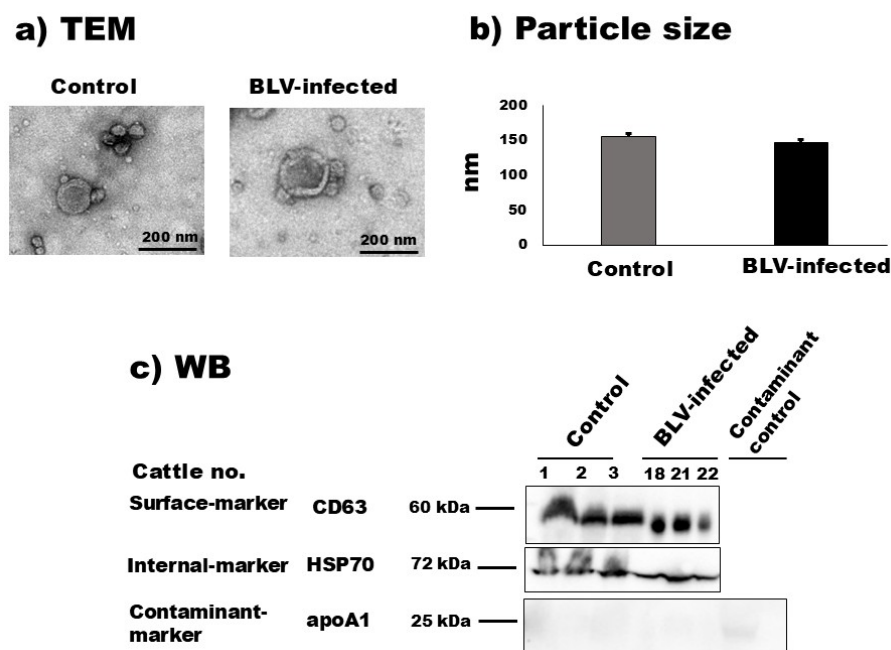 a) TEM
Control
BLV-infected
200 nm
200 nm
b) Particle size
nm
200
150
100
50
0
Control
BLV-infected
c) WB
Control
BLV-infected
Contaminant
control
Cattle no.
1 2 3 18 21 22
Surface-marker CD63 60 kDa
Internal-marker HSP70 72 kDa
Contaminant-
marker apoA1 25 kDa